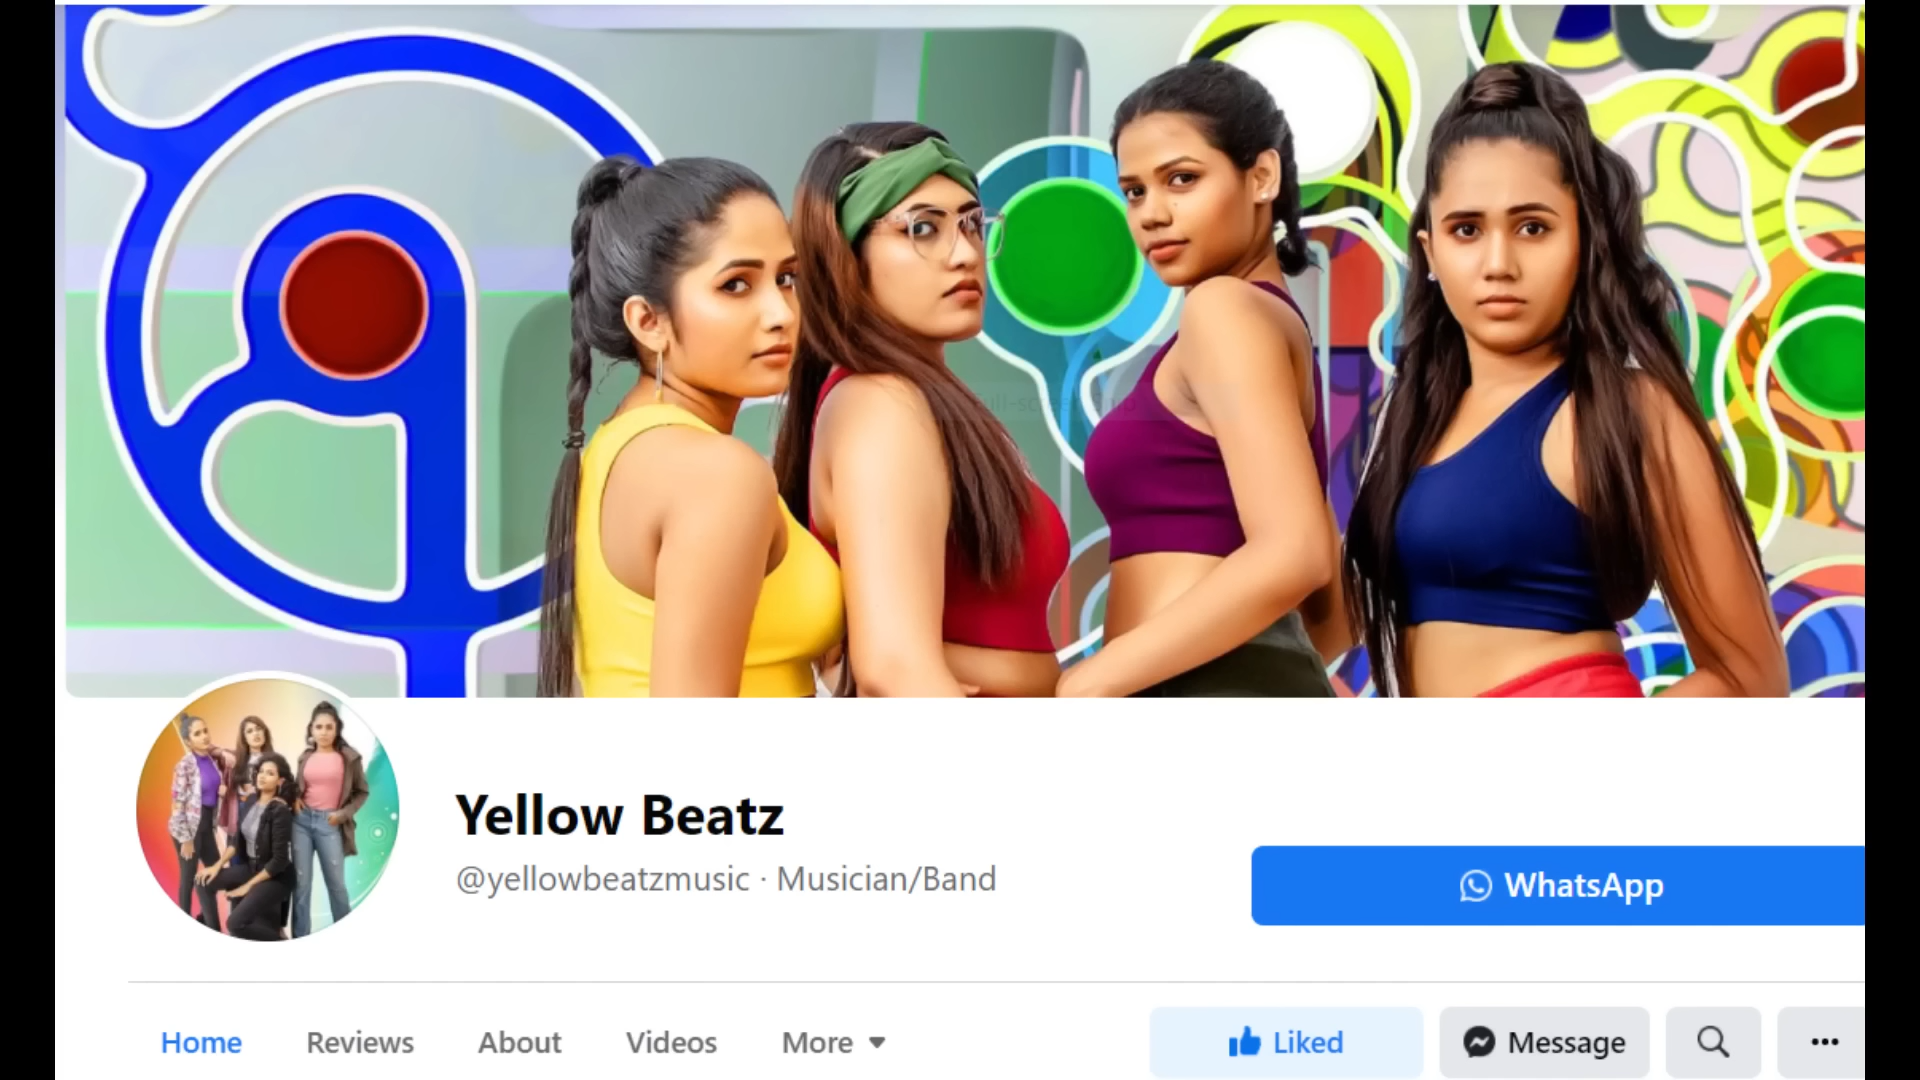 Yellow Beatz
@yellowbeatzmusic · Musician/Band
WhatsApp
Home Reviews About Videos More
Liked Message